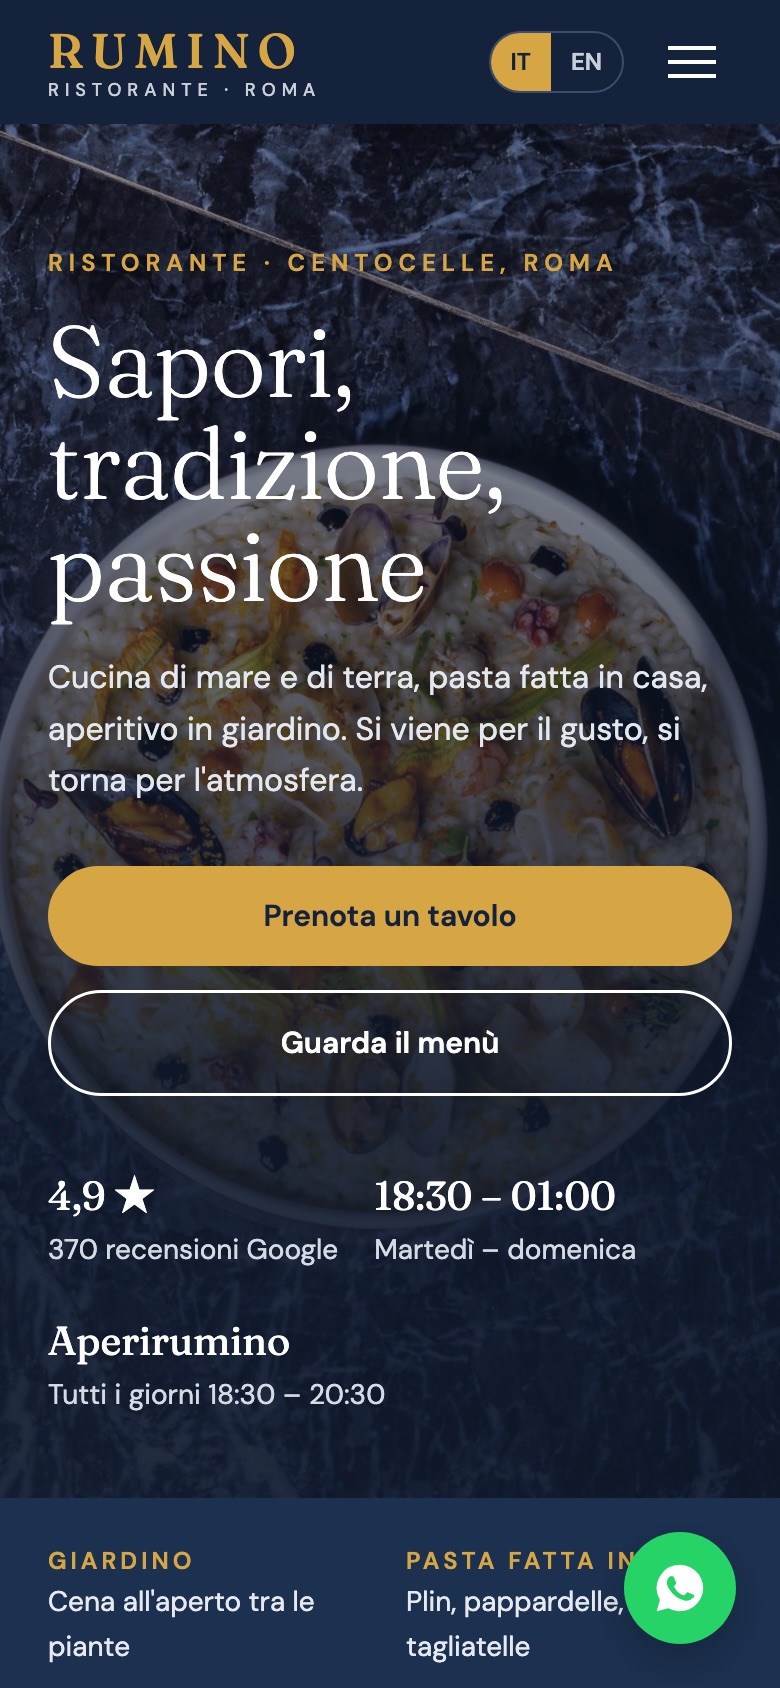 RUMINO
RISTORANTE · ROMA
IT EN
RISTORANTE · CENTOCELLE, ROMA
Sapori,
tradizione,
passione
Cucina di mare e di terra, pasta fatta in casa,
aperitivo in giardino. Si viene per il gusto, si
torna per l'atmosfera.
Prenota un tavolo
Guarda il menù
4,9 ★
370 recensioni Google
18:30 – 01:00
Martedì – domenica
Aperirumino
Tutti i giorni 18:30 – 20:30
GIARDINO
Cena all'aperto tra le
piante
PASTA FATTA IN
Plin, pappardelle,
tagliatelle